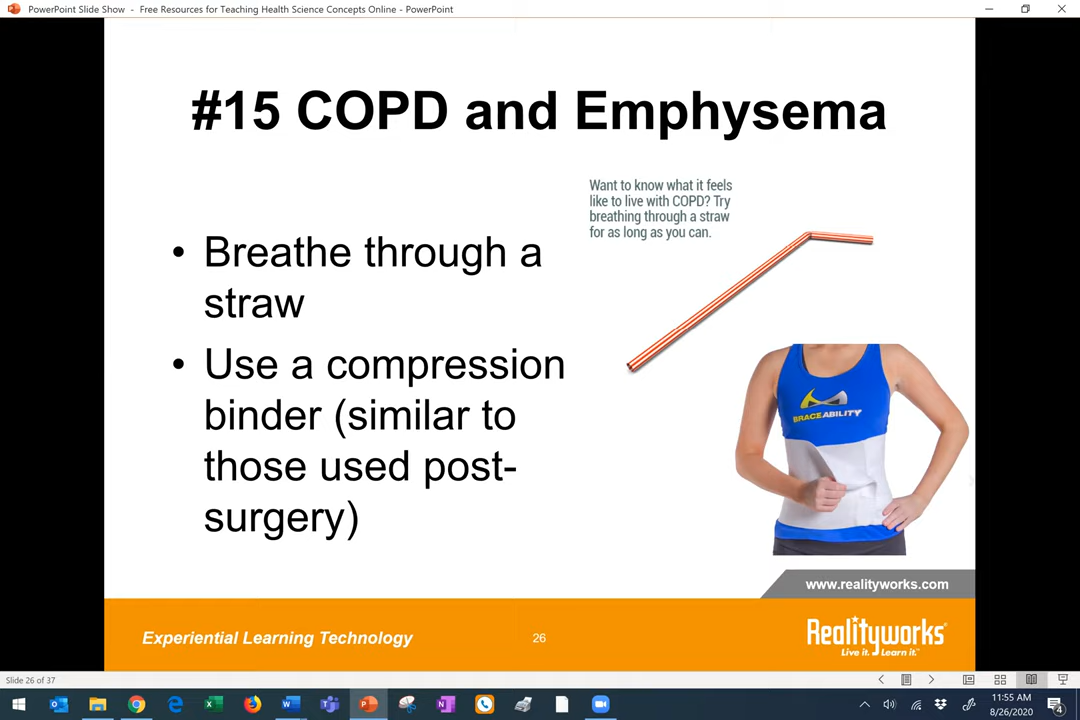 PowerPoint Slide Show - Free Resources for Teaching Health Science Concepts Online - PowerPoint
#15 COPD and Emphysema
Want to know what it feels
like to live with COPD? Try
breathing through a straw
for as long as you can.
• Breathe through a
straw
• Use a compression
binder (similar to
those used post-
surgery)
BRACEABILITY
www.realityworks.com
Experiential Learning Technology
26
Realityworks
Live it. Learn it.™
Slide 26 of 37
11:55 AM
8/26/2020
4